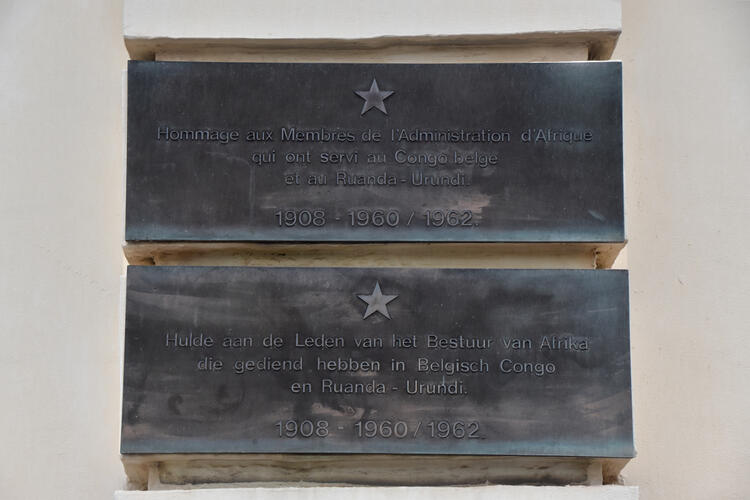 Hommage aux Membres de l'Administration d'Afrique
qui ont servi au Congo belge
et au Ruanda - Urundi.
1908 - 1960 / 1962.
Hulde aan de Leden van het Bestuur van Afrika
die gediend hebben in Belgisch Congo
en Ruanda - Urundi.
1908 - 1960 / 1962.